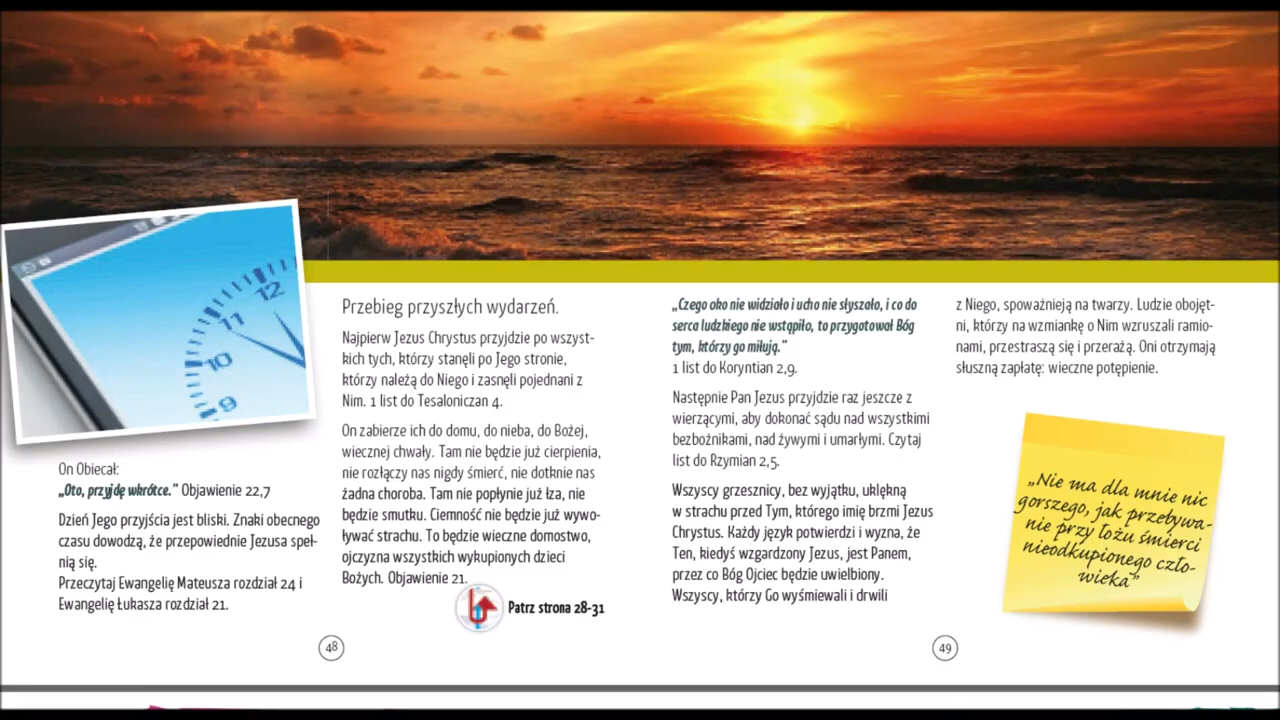 12
11
10
9
On Obiecał:
„Oto, przyjdę wkrótce.” Objawienie 22,7
Dzień Jego przyjścia jest bliski. Znaki obecnego
czasu dowodzą, że przepowiednie Jezusa speł-
nią się.
Przeczytaj Ewangelię Mateusza rozdział 24 i
Ewangelię Łukasza rozdział 21.
Przebieg przyszłych wydarzeń.
Najpierw Jezus Chrystus przyjdzie po wszyst-
kich tych, którzy stanęli po Jego stronie,
którzy należą do Niego i zasnęli pojednani z
Nim. 1 list do Tesaloniczan 4.
On zabierze ich do domu, do nieba, do Bożej,
wiecznej chwały. Tam nie będzie już cierpienia,
nie rozłączy nas nigdy śmierć, nie dotknie nas
żadna choroba. Tam nie popłynie już łza, nie
będzie smutku. Ciemność nie będzie już wywo-
ływać strachu. To będzie wieczne domostwo,
ojczyzna wszystkich wykupionych dzieci
Bożych. Objawienie 21.
Patrz strona 28-31
48
„Czego oko nie widziało i ucho nie słyszało, i co do
serca ludzkiego nie wstąpiło, to przygotował Bóg
tym, którzy go miłują.”
1 list do Koryntian 2,9.
Następnie Pan Jezus przyjdzie raz jeszcze z
wierzącymi, aby dokonać sądu nad wszystkimi
bezbożnikami, nad żywymi i umarłymi. Czytaj
list do Rzymian 2,5.
Wszyscy grzesznicy, bez wyjątku, uklękną
w strachu przed Tym, którego imię brzmi Jezus
Chrystus. Każdy język potwierdzi i wyzna, że
Ten, kiedyś wzgardzony Jezus, jest Panem,
przez co Bóg Ojciec będzie uwielbiony.
Wszyscy, którzy Go wyśmiewali i drwili
z Niego, spoważnieją na twarzy. Ludzie obojęt-
ni, którzy na wzmiankę o Nim wzruszali ramio-
nami, przestraszą się i przerażą. Oni otrzymają
słuszną zapłatę: wieczne potępienie.
„Nie ma dla mnie nic
gorszego, jak przebywa-
nie przy łożu śmierci
nieodkupionego czło-
wieka”
49